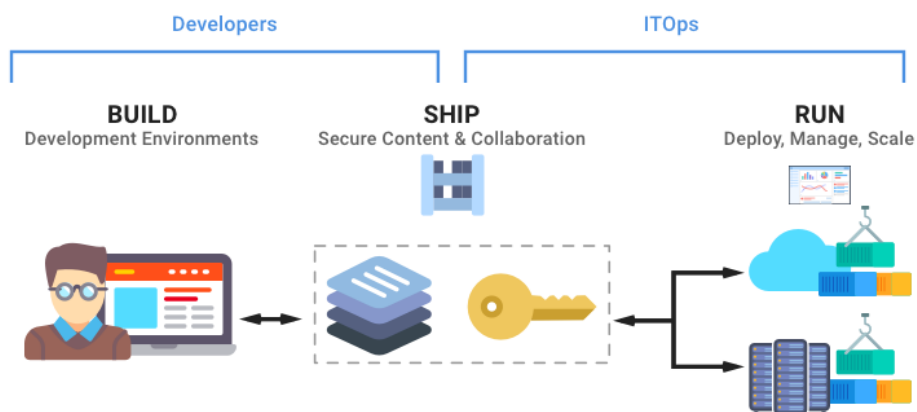 Developers
ITOps
BUILD
Development Environments
SHIP
Secure Content & Collaboration
RUN
Deploy, Manage, Scale